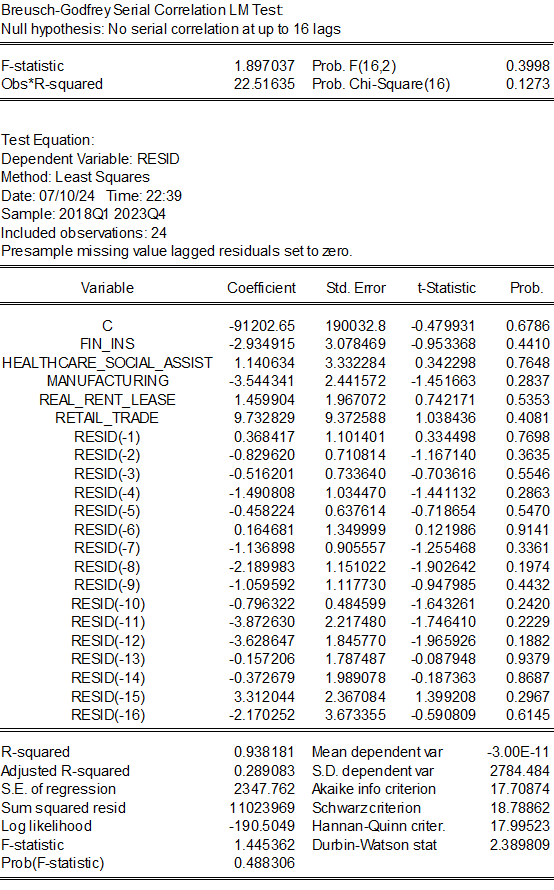 Breusch-Godfrey Serial Correlation LM Test:
Null hypothesis: No serial correlation at up to 16 lags
F-statistic 1.897037 Prob. F(16,2) 0.3998
Obs*R-squared 22.51635 Prob. Chi-Square(16) 0.1273
Test Equation:
Dependent Variable: RESID
Method: Least Squares
Date: 07/10/24 Time: 22:39
Sample: 2018Q1 2023Q4
Included observations: 24
Presample missing value lagged residuals set to zero.
Variable Coefficient Std. Error t-Statistic Prob.
C -91202.65 190032.8 -0.479931 0.6786
FIN_INS -2.934915 3.078469 -0.953368 0.4410
HEALTHCARE_SOCIAL_ASSIST 1.140634 3.332284 0.342298 0.7648
MANUFACTURING -3.544341 2.441572 -1.451663 0.2837
REAL_RENT_LEASE 1.459904 1.967072 0.742171 0.5353
RETAIL_TRADE 9.732829 9.372588 1.038436 0.4081
RESID(-1) 0.368417 1.101401 0.334498 0.7698
RESID(-2) -0.829620 0.710814 -1.167140 0.3635
RESID(-3) -0.516201 0.733640 -0.703616 0.5546
RESID(-4) -1.490808 1.034470 -1.441132 0.2863
RESID(-5) -0.458224 0.637614 -0.718654 0.5470
RESID(-6) 0.164681 1.349999 0.121986 0.9141
RESID(-7) -1.136898 0.905557 -1.255468 0.3361
RESID(-8) -2.189983 1.151022 -1.902642 0.1974
RESID(-9) -1.059592 1.117730 -0.947985 0.4432
RESID(-10) -0.796322 0.484599 -1.643261 0.2420
RESID(-11) -3.872630 2.217480 -1.746410 0.2229
RESID(-12) -3.628647 1.845770 -1.965926 0.1882
RESID(-13) -0.157206 1.787487 -0.087948 0.9379
RESID(-14) -0.372679 1.989078 -0.187363 0.8687
RESID(-15) 3.312044 2.367084 1.399208 0.2967
RESID(-16) -2.170252 3.673355 -0.590809 0.6145
R-squared 0.938181 Mean dependent var -3.00E-11
Adjusted R-squared 0.289083 S.D. dependent var 2784.484
S.E. of regression 2347.762 Akaike info criterion 17.70874
Sum squared resid 11023969 Schwarz criterion 18.78862
Log likelihood -190.5049 Hannan-Quinn criter. 17.99523
F-statistic 1.445362 Durbin-Watson stat 2.389809
Prob(F-statistic) 0.488306